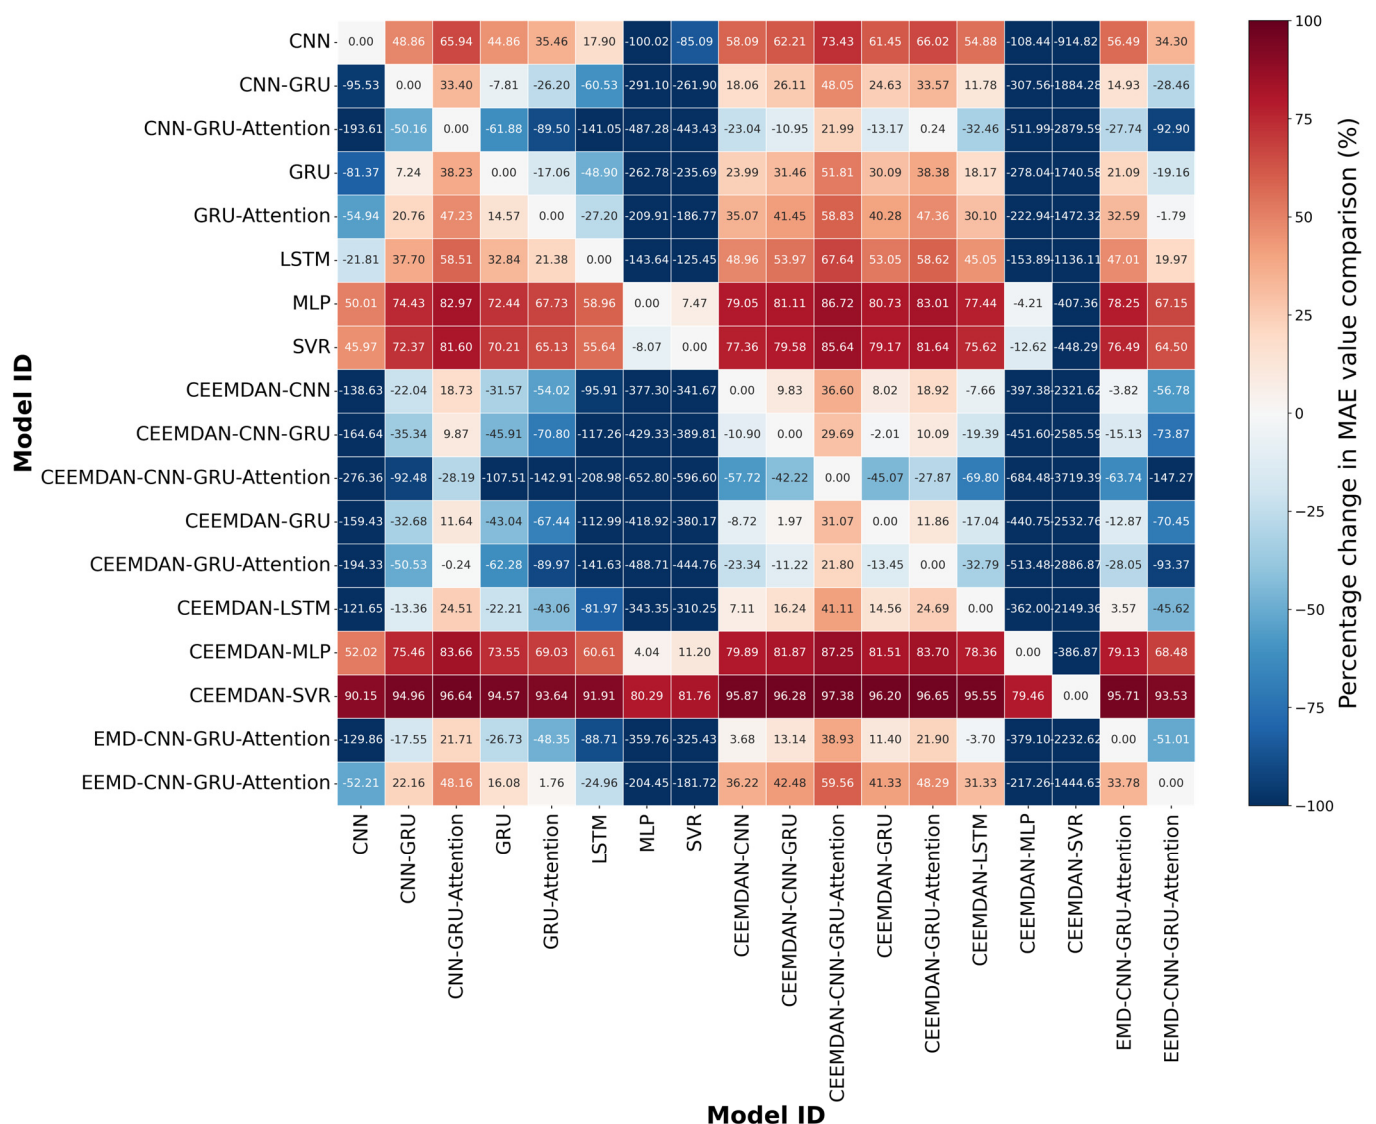 CNN 0.00 48.86 65.94 44.86 35.46 17.90 -100.02 -85.09 58.09 62.21 73.43 61.45 66.02 54.88 -108.44 -914.82 56.49 34.30
CNN-GRU -95.53 0.00 33.40 -7.81 -26.20 -60.53 -291.10 -261.90 18.06 26.11 48.05 24.63 33.57 11.78 -307.56 -1884.28 14.93 -28.46
CNN-GRU-Attention -193.61 -50.16 0.00 -61.88 -89.50 -141.05 -487.28 -443.43 -23.04 -10.95 21.99 -13.17 0.24 -32.46 -511.99 -2879.59 -27.74 -92.90
GRU -81.37 7.24 38.23 0.00 -17.06 -48.90 -262.78 -235.69 23.99 31.46 51.81 30.09 38.38 18.17 -278.04 -1740.58 21.09 -19.16
GRU-Attention -54.94 20.76 47.23 14.57 0.00 -27.20 -209.91 -186.77 35.07 41.45 58.83 40.28 47.36 30.10 -222.94 -1472.32 32.59 -1.79
LSTM -21.81 37.70 58.51 32.84 21.38 0.00 -143.64 -125.45 48.96 53.97 67.64 53.05 58.62 45.05 -153.89 -1136.11 47.01 19.97
MLP 50.01 74.43 82.97 72.44 67.73 58.96 0.00 7.47 79.05 81.11 86.72 80.73 83.01 77.44 -4.21 -407.36 78.25 67.15
SVR 45.97 72.37 81.60 70.21 65.13 55.64 -8.07 0.00 77.36 79.58 85.64 79.17 81.64 75.62 -12.62 -448.29 76.49 64.50
CEEMDAN-CNN -138.63 -22.04 18.73 -31.57 -54.02 -95.91 -377.30 -341.67 0.00 9.83 36.60 8.02 18.92 -7.66 -397.38 -2321.62 -3.82 -56.78
CEEMDAN-CNN-GRU -164.64 -35.34 9.87 -45.91 -70.80 -117.26 -429.33 -389.81 -10.90 0.00 29.69 -2.01 10.09 -19.39 -451.60 -2585.59 -15.13 -73.87
CEEMDAN-CNN-GRU-Attention -276.36 -92.48 -28.19 -107.51 -142.91 -208.98 -652.80 -596.60 -57.72 -42.22 0.00 -45.07 -27.87 -69.80 -684.48 -3719.39 -63.74 -147.27
CEEMDAN-GRU -159.43 -32.68 11.64 -43.04 -67.44 -112.99 -418.92 -380.17 -8.72 1.97 31.07 0.00 11.86 -17.04 -440.75 -2532.76 -12.87 -70.45
CEEMDAN-GRU-Attention -194.33 -50.53 -0.24 -62.28 -89.97 -141.63 -488.71 -444.76 -23.34 -11.22 21.80 -13.45 0.00 -32.79 -513.48 -2886.87 -28.05 -93.37
CEEMDAN-LSTM -121.65 -13.36 24.51 -22.21 -43.06 -81.97 -343.35 -310.25 7.11 16.24 41.11 14.56 24.69 0.00 -362.00 -2149.36 3.57 -45.62
CEEMDAN-MLP 52.02 75.46 83.66 73.55 69.03 60.61 4.04 11.20 79.89 81.87 87.25 81.51 83.70 78.36 0.00 -386.87 79.13 68.48
CEEMDAN-SVR 90.15 94.96 96.64 94.57 93.64 91.91 80.29 81.76 95.87 96.28 97.38 96.20 96.65 95.55 79.46 0.00 95.71 93.53
EMD-CNN-GRU-Attention -129.86 -17.55 21.71 -26.73 -48.35 -88.71 -359.76 -325.43 3.68 13.14 38.93 11.40 21.90 -3.70 -379.10 -2232.62 0.00 -51.01
EEMD-CNN-GRU-Attention -52.21 22.16 48.16 16.08 1.76 -24.96 -204.45 -181.72 36.22 42.48 59.56 41.33 48.29 31.33 -217.26 -1444.63 33.78 0.00
Model ID
CNN
CNN-GRU
CNN-GRU-Attention
GRU
GRU-Attention
LSTM
MLP
SVR
CEEMDAN-CNN
CEEMDAN-CNN-GRU
CEEMDAN-CNN-GRU-Attention
CEEMDAN-GRU
CEEMDAN-GRU-Attention
CEEMDAN-LSTM
CEEMDAN-MLP
CEEMDAN-SVR
EMD-CNN-GRU-Attention
EEMD-CNN-GRU-Attention
Model ID
100
75
50
25
0
−25
−50
−75
−100
Percentage change in MAE value comparison (%)